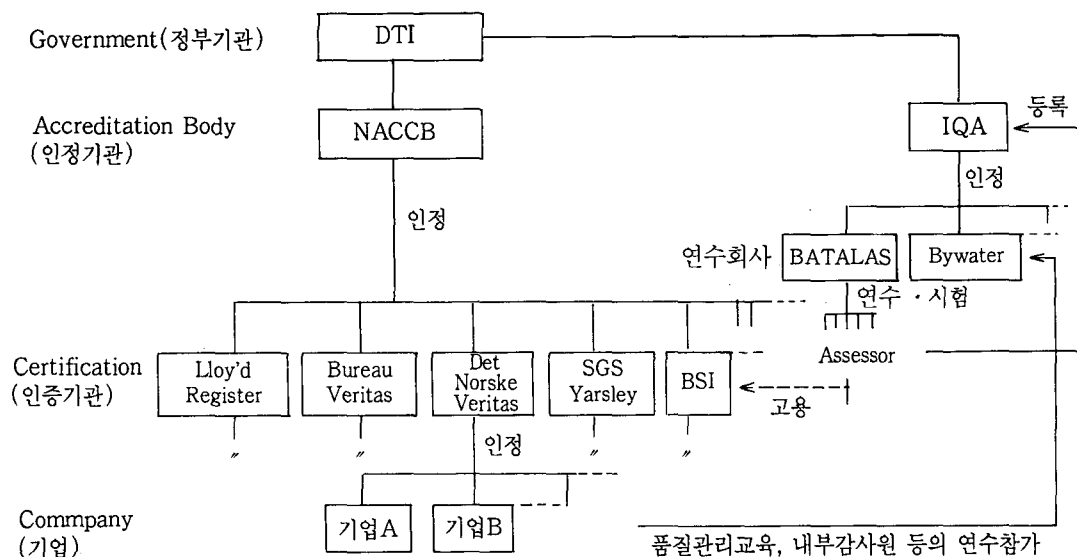 Government(정부기관)
DTI
Accreditation Body
(인정기관)
NACCB
IQA
등록
인정
인정
연수회사
BATALAS
Bywater
연수 · 시험
Assessor
Certification
(인증기관)
Lloy'd
Register
Bureau
Veritas
Det
Norske
Veritas
SGS
Yarsley
BSI
고용
〃
〃
인정
〃
〃
Commpany
(기업)
기업A
기업B
품질관리교육, 내부감사원 등의 연수참가